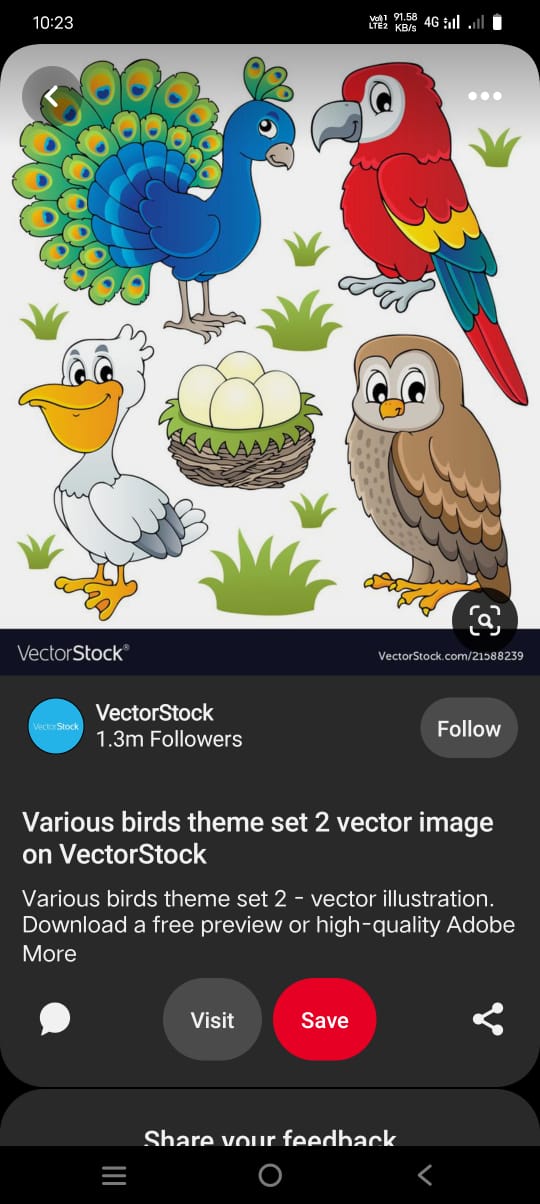 10:23
Vo)) 1
LTE2
91.58
KB/s
4G
VectorStock®
VectorStock.com/21588239
VectorStock
VectorStock
1.3m Followers
Follow
Various birds theme set 2 vector image
on VectorStock
Various birds theme set 2 - vector illustration.
Download a free preview or high-quality Adobe
More
Visit
Save
Share your feedback